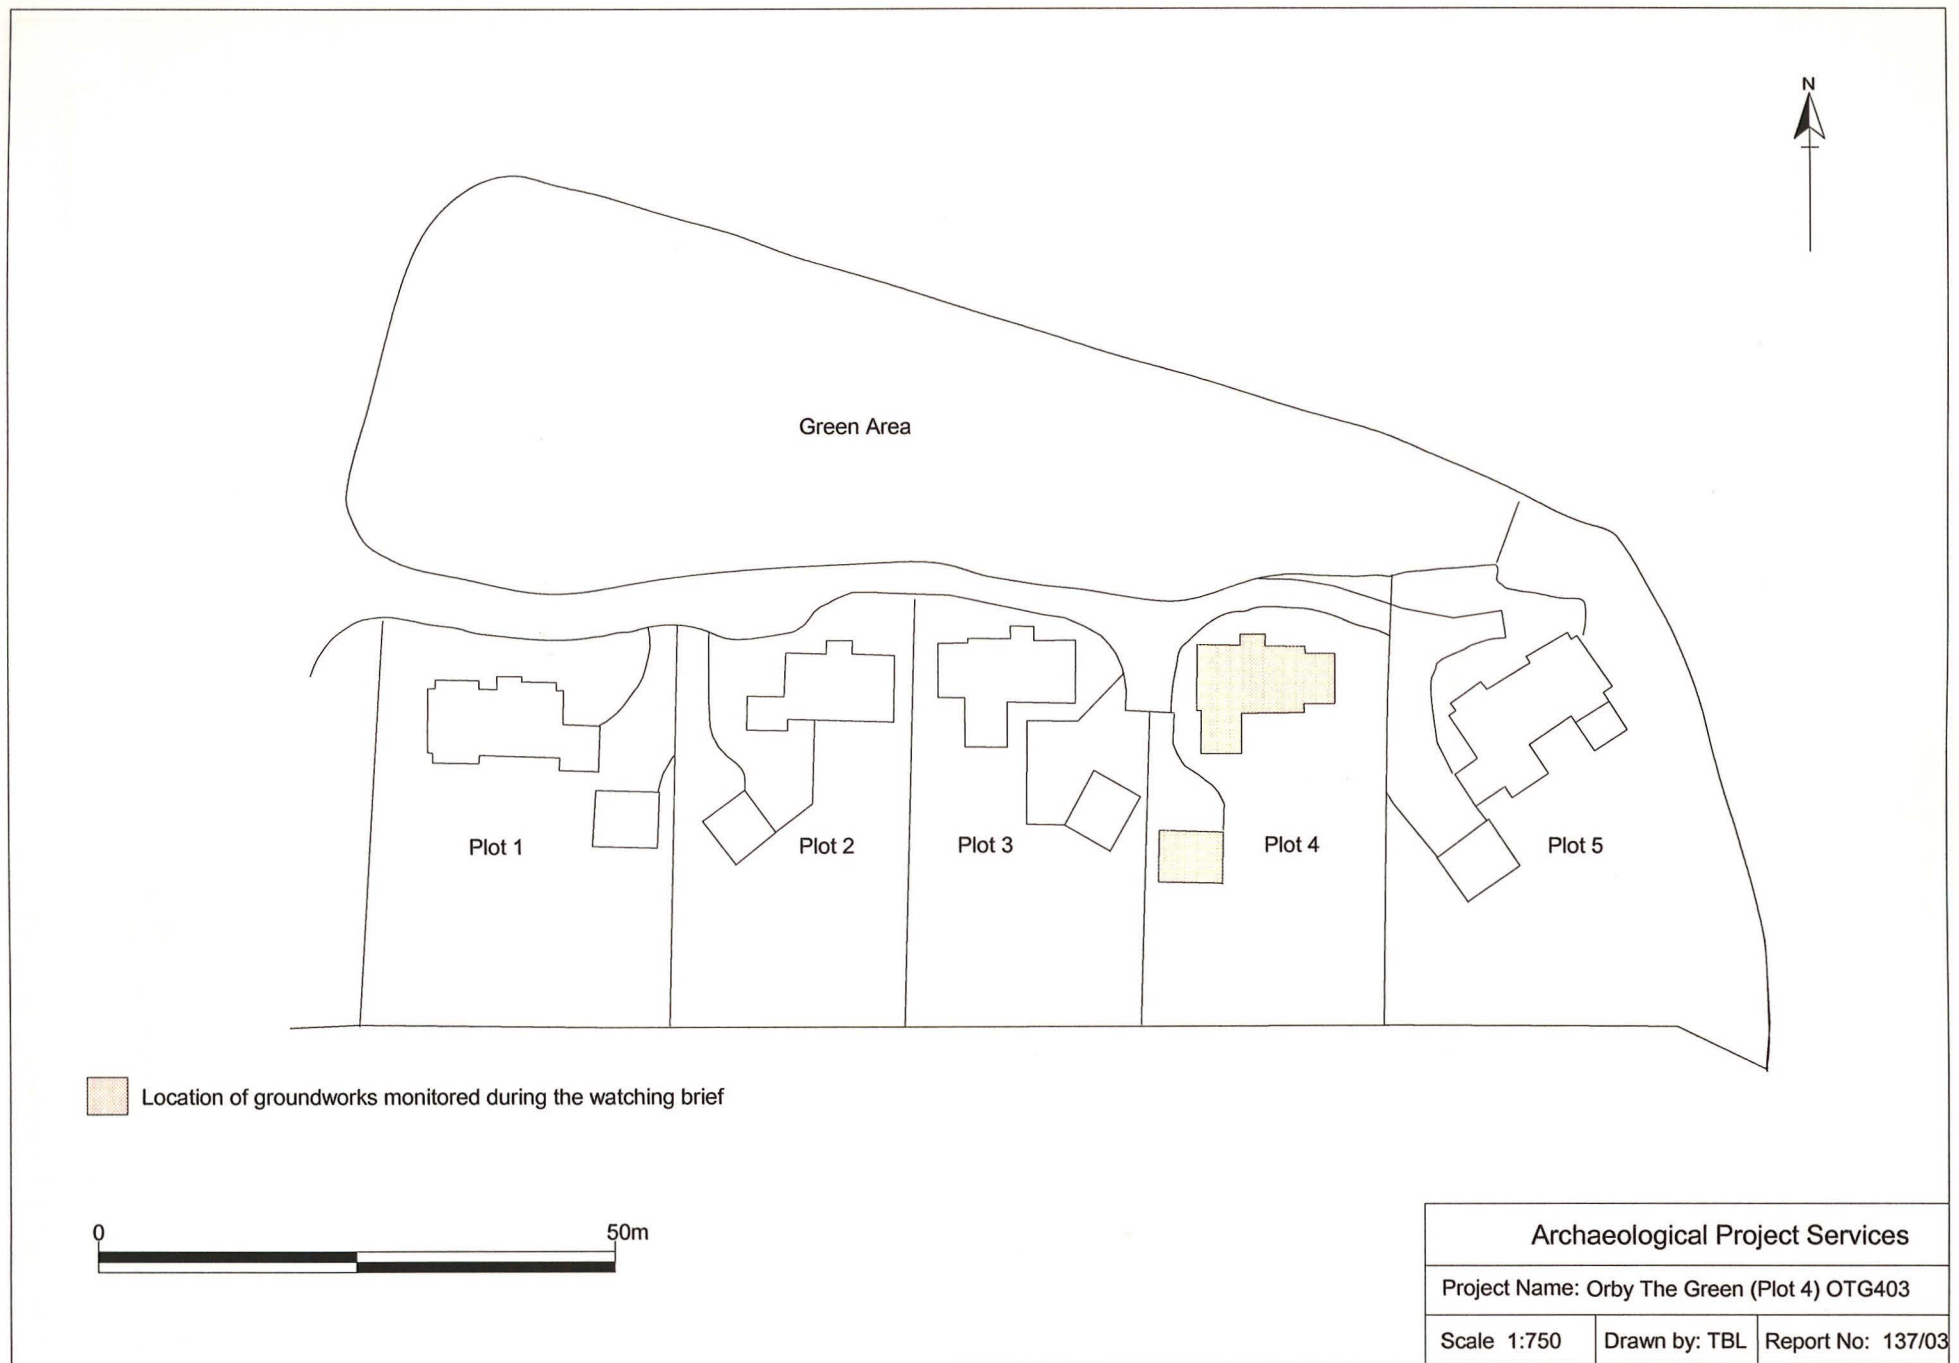 N
Green Area
Plot 1
Plot 2
Plot 3
Plot 4
Plot 5
Location of groundworks monitored during the watching brief
0
50m
Archaeological Project Services
Project Name: Orby The Green (Plot 4) OTG403
Scale 1:750
Drawn by: TBL
Report No: 137/03